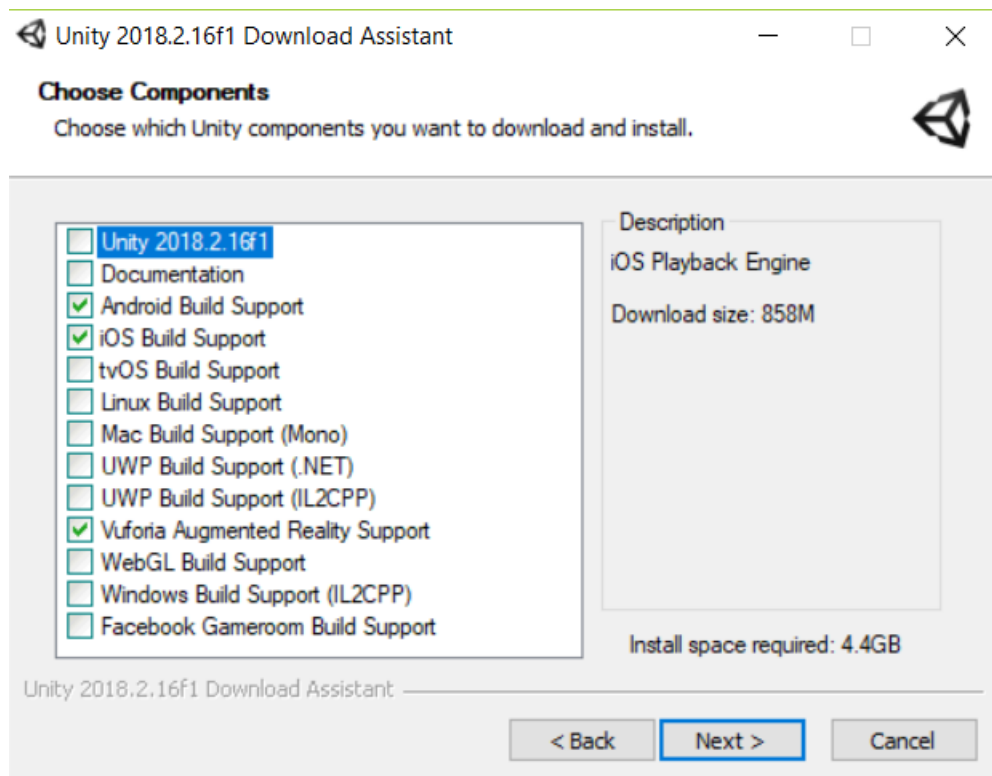 Unity 2018.2.16f1 Download Assistant
Choose Components
Choose which Unity components you want to download and install.
Unity 2018.2.16f1
Documentation
Android Build Support
iOS Build Support
tvOS Build Support
Linux Build Support
Mac Build Support (Mono)
UWP Build Support (.NET)
UWP Build Support (IL2CPP)
Vuforia Augmented Reality Support
WebGL Build Support
Windows Build Support (IL2CPP)
Facebook Gameroom Build Support
Description
iOS Playback Engine
Download size: 858M
Install space required: 4.4GB
Unity 2018.2.16f1 Download Assistant
< Back
Next >
Cancel